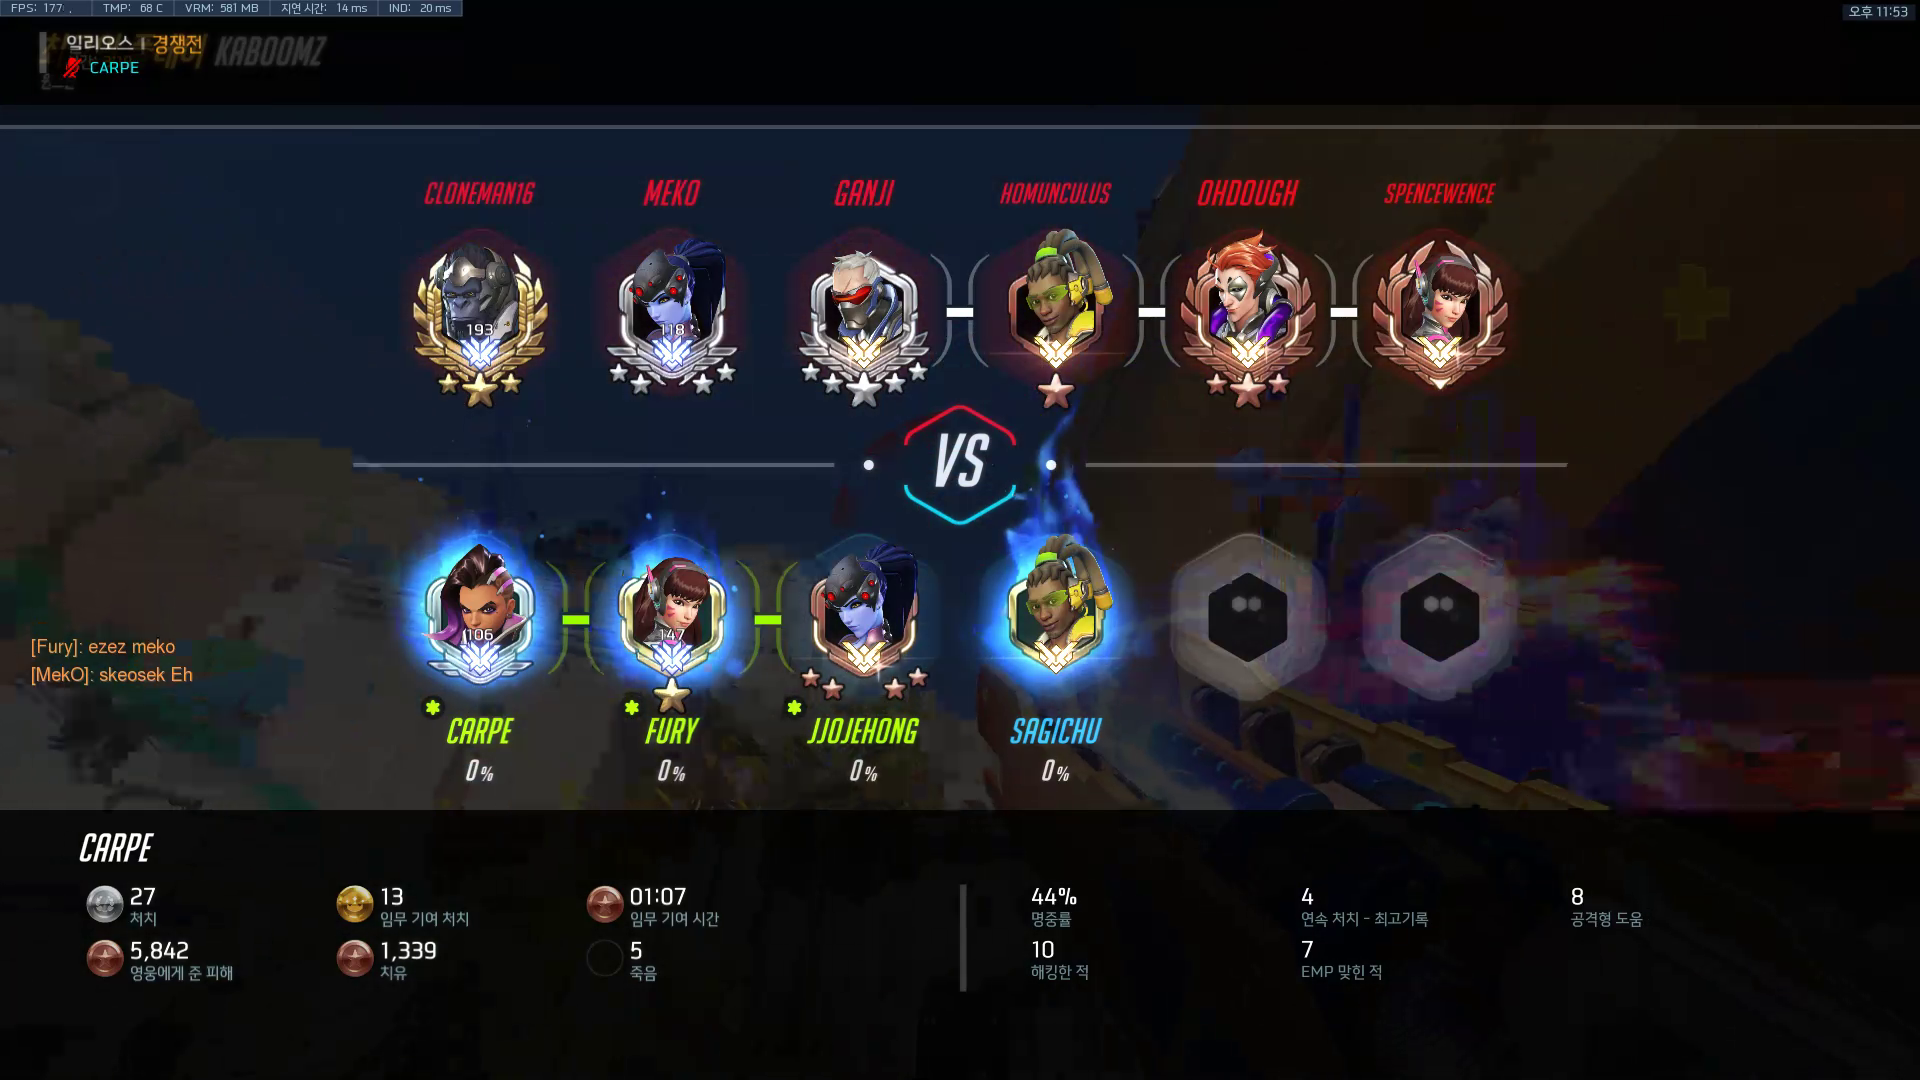 FPS: 177 TMP: 68 C VRM: 581 MB 지연 시간: 14 ms IND: 20 ms
오후 11:53
일리오스 | 경쟁전
KABOOMZ
CARPE
CLONEMAN16 MEKO GANJI HOMUNCULUS OHDOUGH SPENCEWENCE
193 118
VS
106 147
[Fury]: ezez meko
[MekO]: skeosek Eh
* CARPE * FURY * JJOJEHONG SAGICHU
0% 0% 0% 0%
CARPE
27 13 01:07 44% 4 8
처치 임무 기여 처치 임무 기여 시간 명중률 연속 처치 - 최고기록 공격형 도움
5,842 1,339 5 10 7
영웅에게 준 피해 치유 죽음 해킹한 적 EMP 맞힌 적